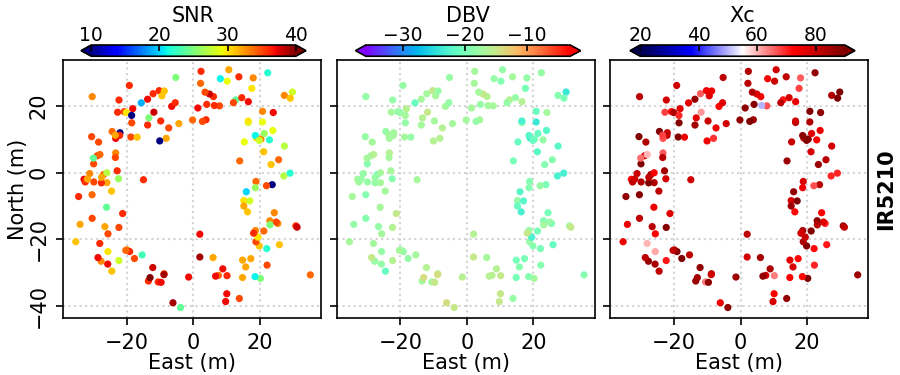 SNR DBV Xc
10 20 30 40 −30 −20 −10 20 40 60 80
North (m)
20
0
−20
−40
IR5210
−20 0 20 −20 0 20 −20 0 20
East (m) East (m) East (m)